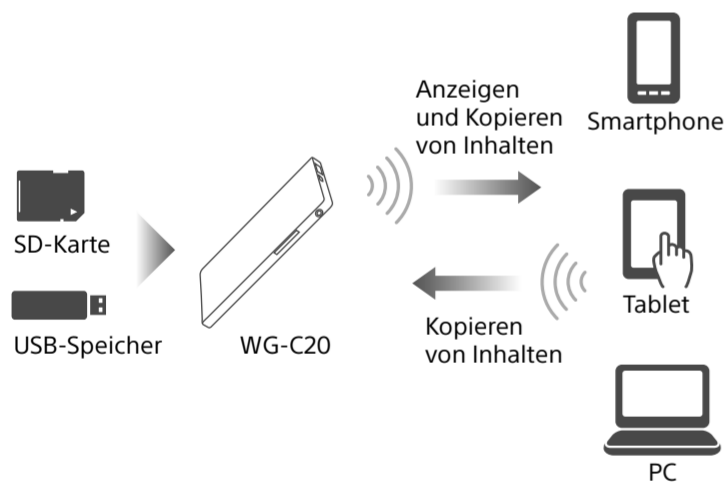 SD-Karte
USB-Speicher
WG-C20
Anzeigen
und Kopieren
von Inhalten
Kopieren
von Inhalten
Smartphone
Tablet
PC